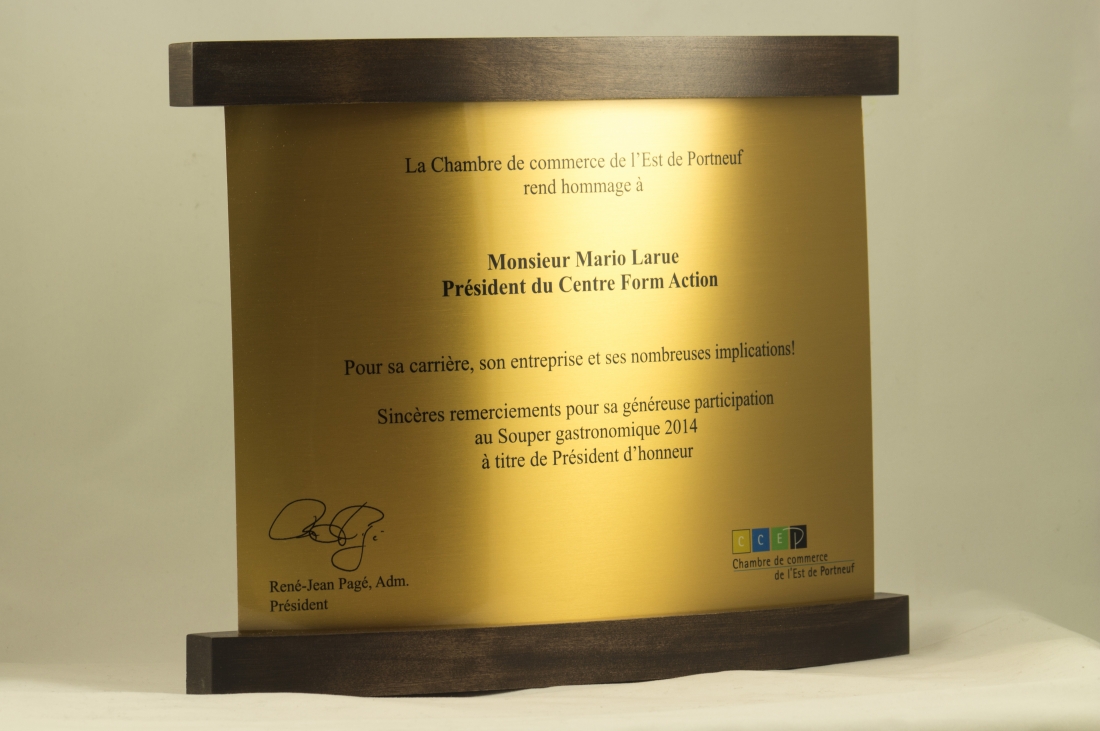 La Chambre de commerce de l'Est de Portneuf
rend hommage à
Monsieur Mario Larue
Président du Centre Form Action
Pour sa carrière, son entreprise et ses nombreuses implications!
Sincères remerciements pour sa généreuse participation
au Souper gastronomique 2014
à titre de Président d'honneur
René-Jean Pagé, Adm.
Président
CCEP
Chambre de commerce
de l'Est de Portneuf